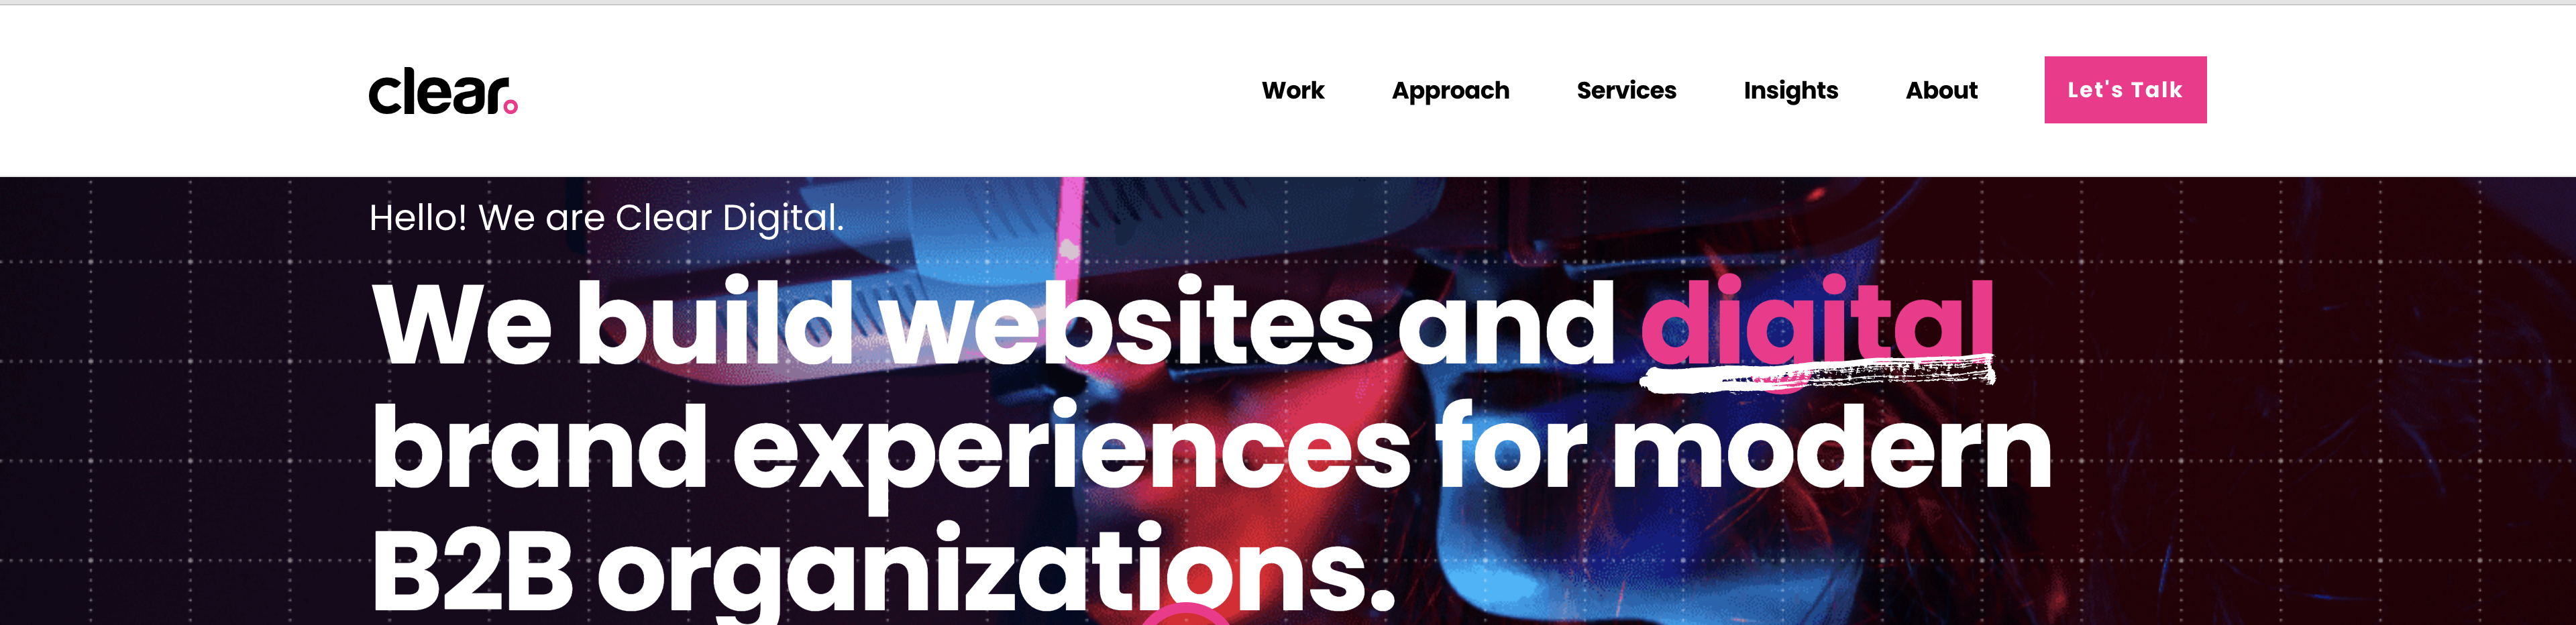 clear.
Work
Approach
Services
Insights
About
Let's Talk
Hello! We are Clear Digital.
We build websites and digital
brand experiences for modern
B2B organizations.